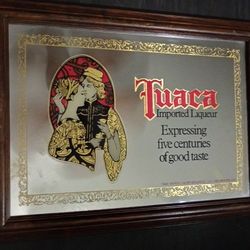 Tuaca
Imported Liqueur
Expressing
five centuries
of good taste